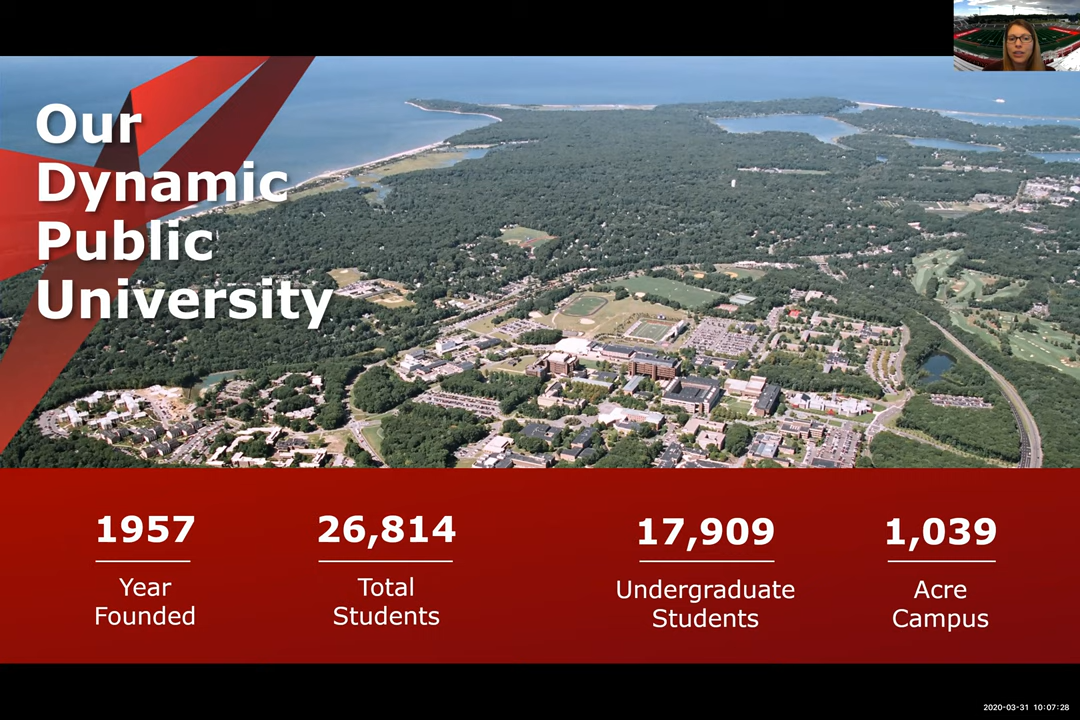 Our
Dynamic
Public
University
1957
Year
Founded
26,814
Total
Students
17,909
Undergraduate
Students
1,039
Acre
Campus
2020-03-31 10:07:28